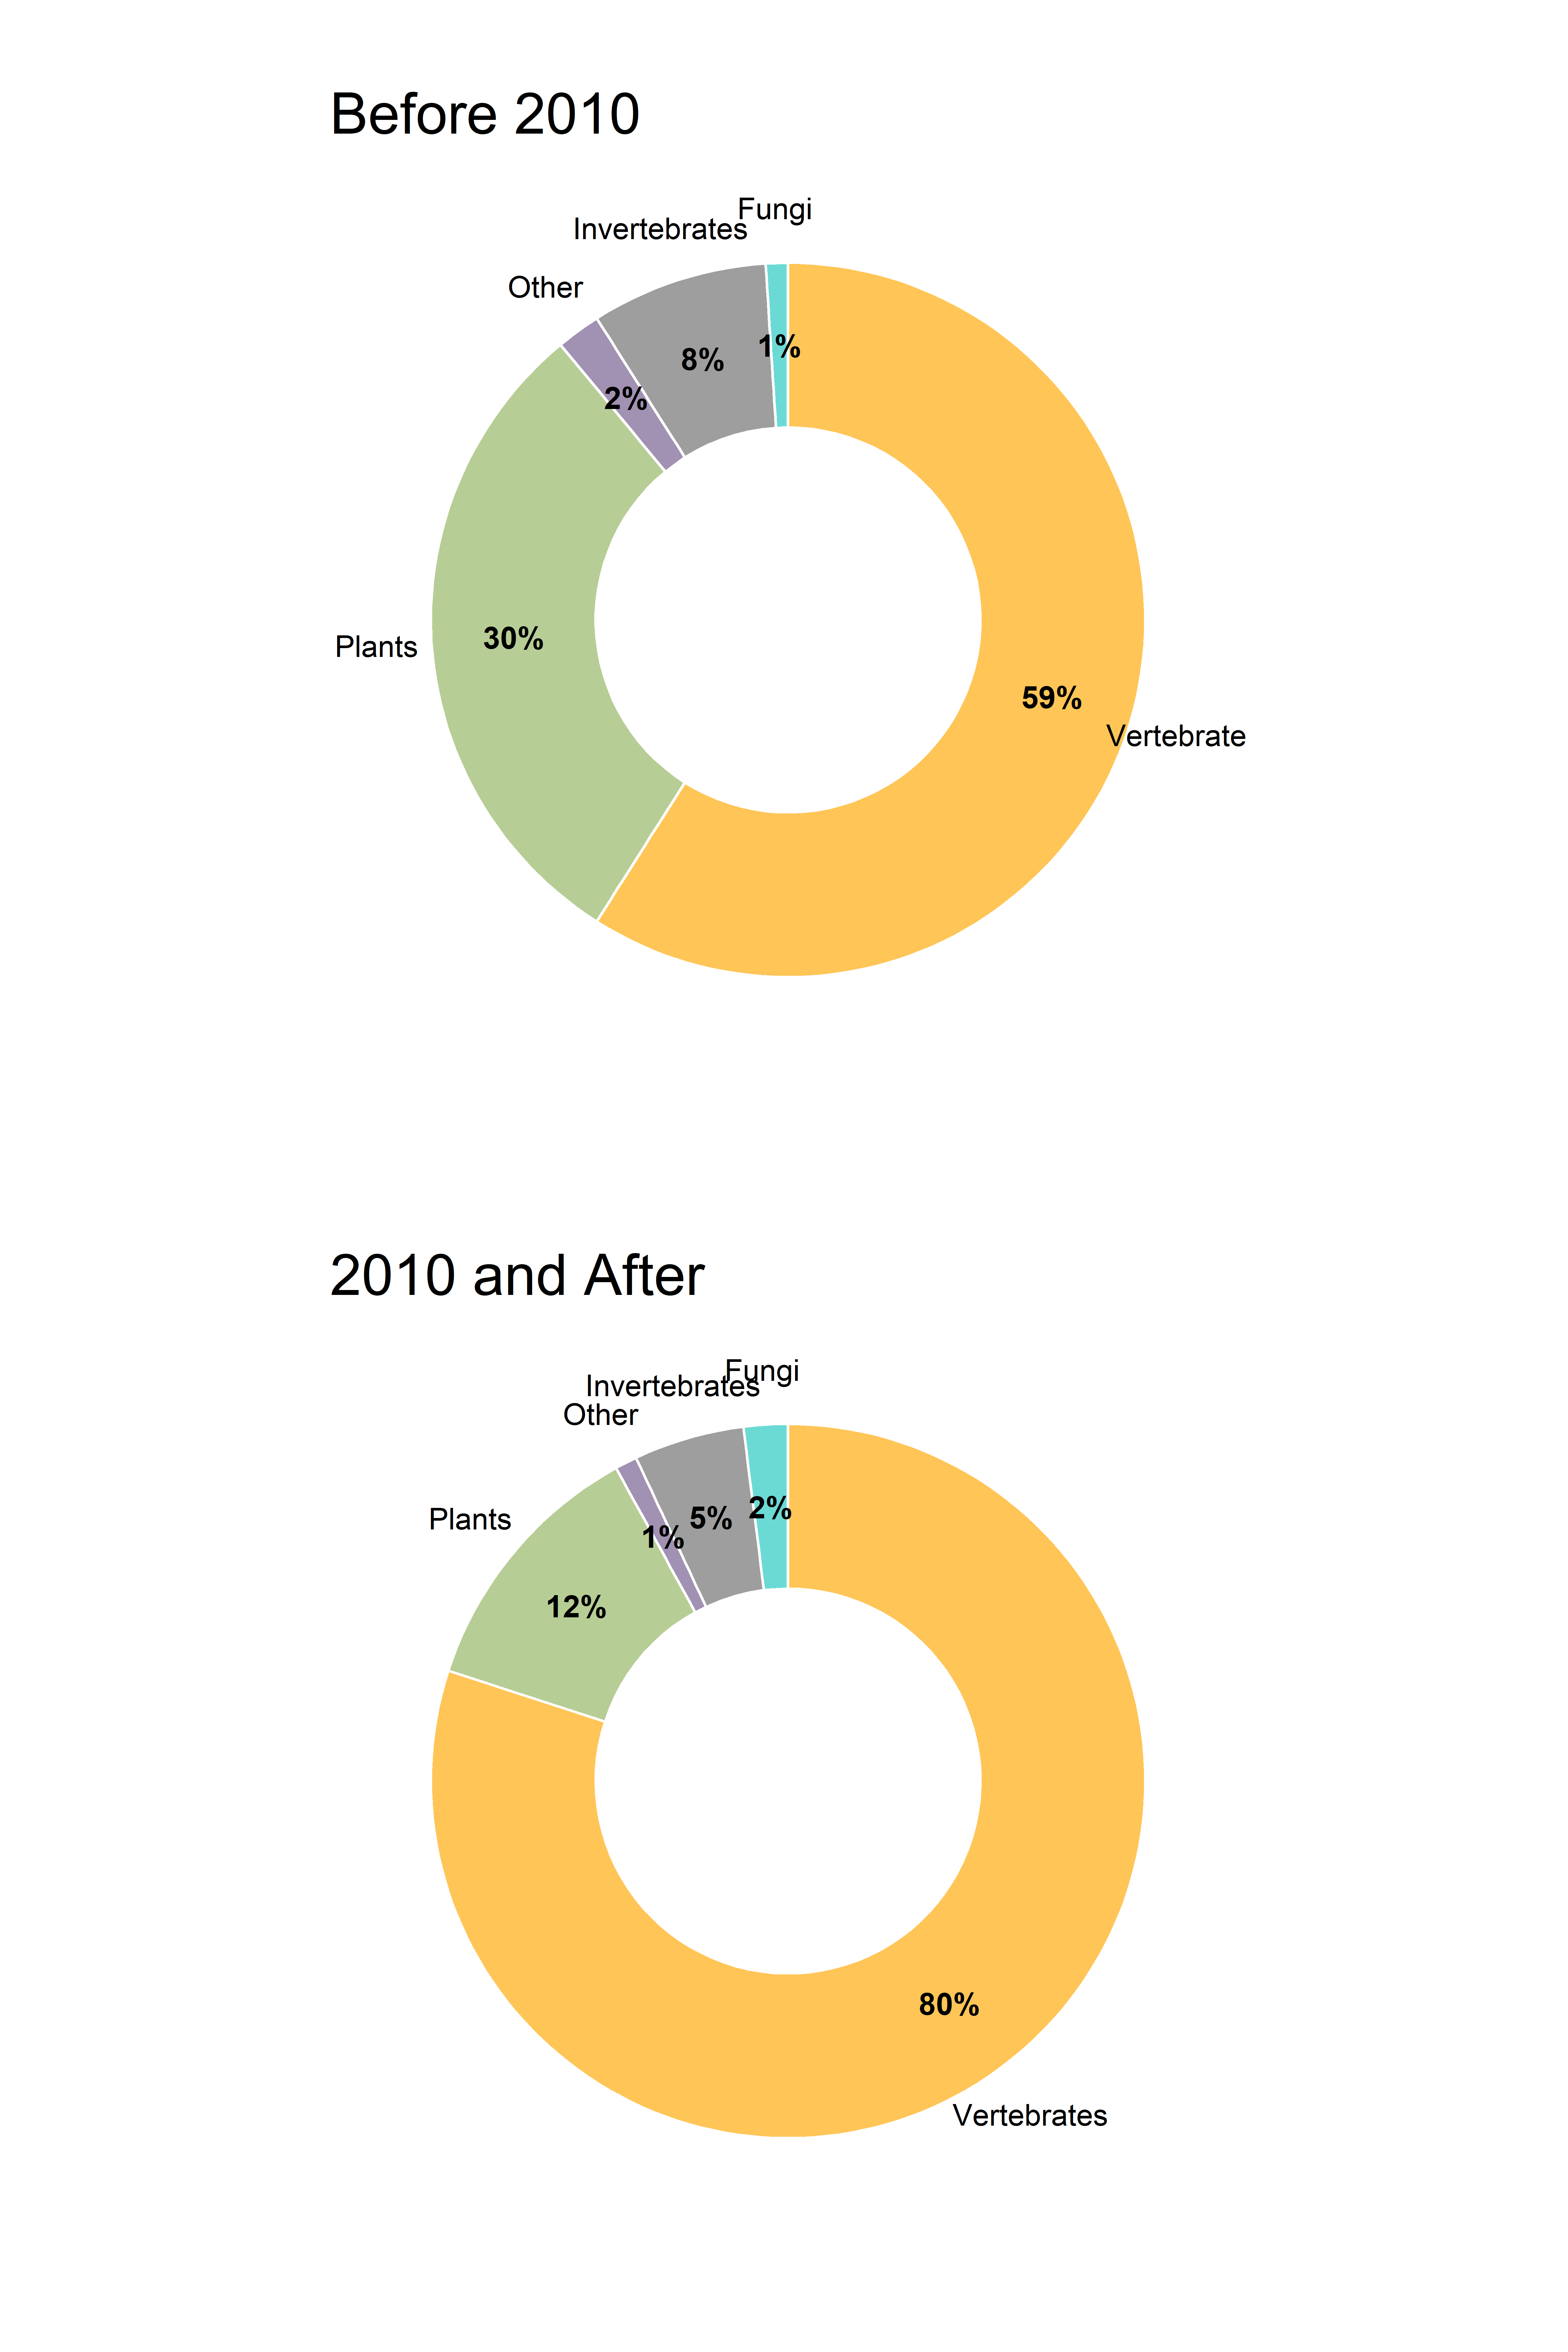 Before 2010
Fungi
Invertebrates
Other
1%
8%
2%
30%
Plants
59%
Vertebrate
2010 and After
Fungi
Invertebrates
Other
2%
5%
Plants
1%
12%
80%
Vertebrates